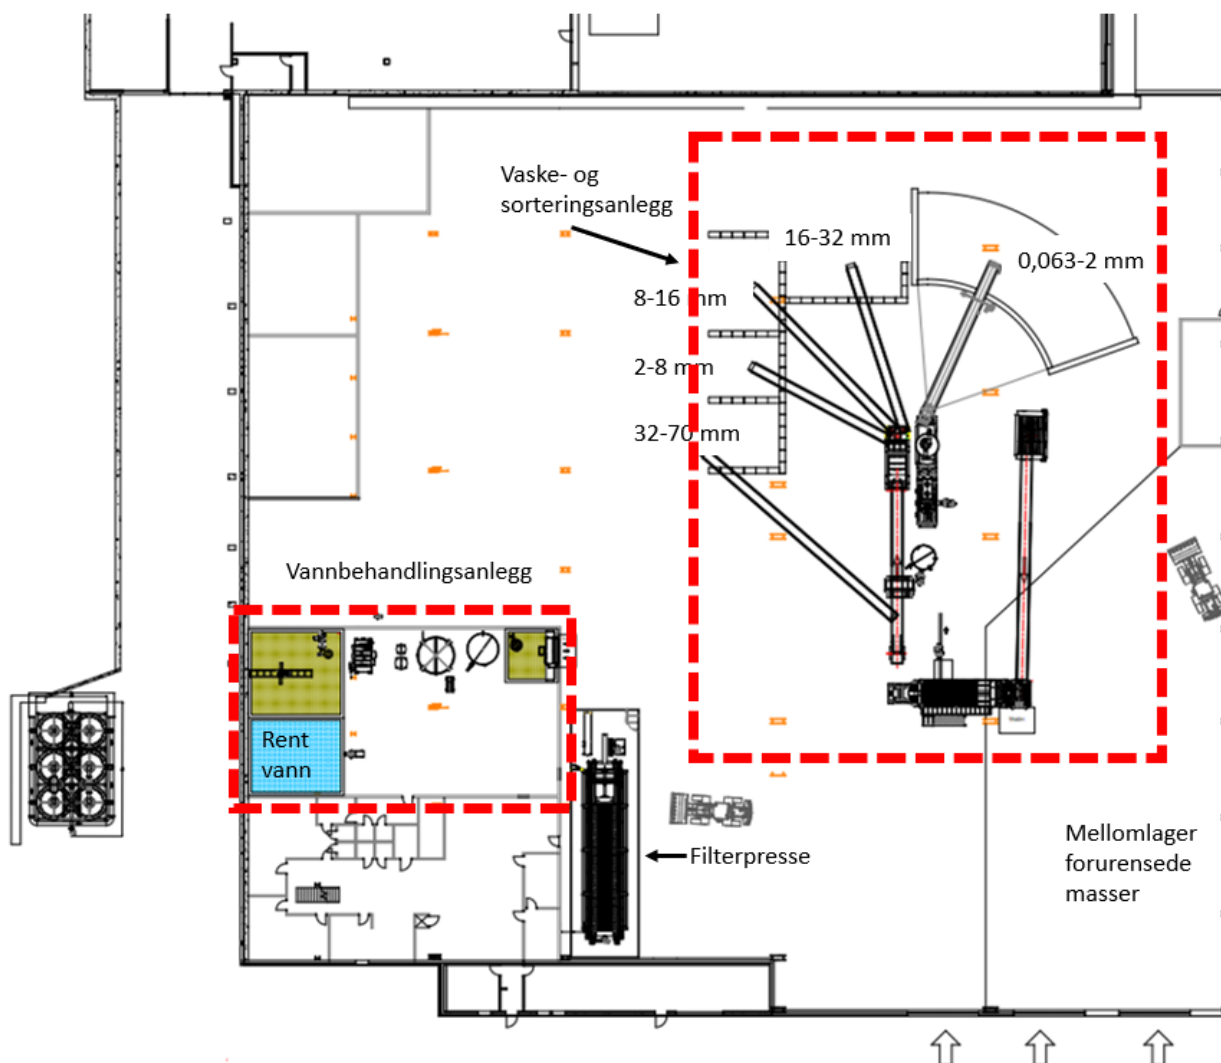 Vaske- og
sorteringsanlegg
16-32 mm
0,063-2 mm
8-16 mm
2-8 mm
32-70 mm
Vannbehandlingsanlegg
Rent
vann
Filterpresse
Mellomlager
forurensede
masser